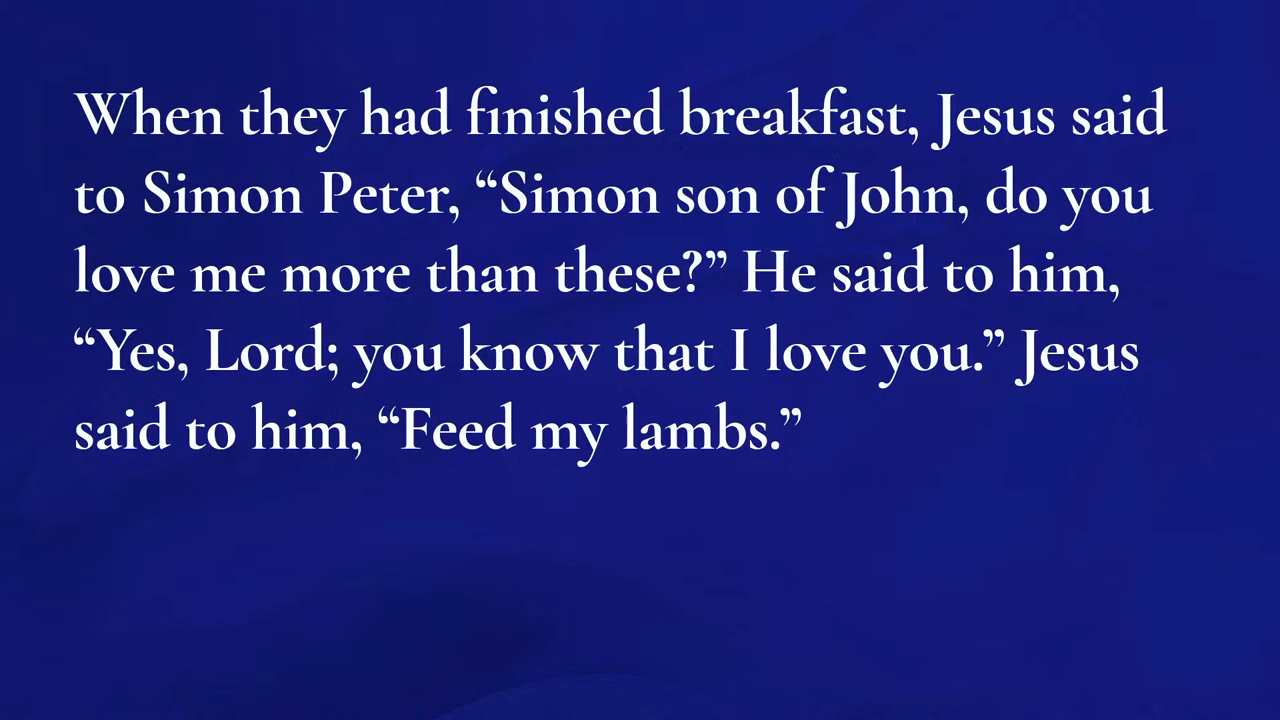 When they had finished breakfast, Jesus said
to Simon Peter, “Simon son of John, do you
love me more than these?” He said to him,
“Yes, Lord; you know that I love you.” Jesus
said to him, “Feed my lambs.”